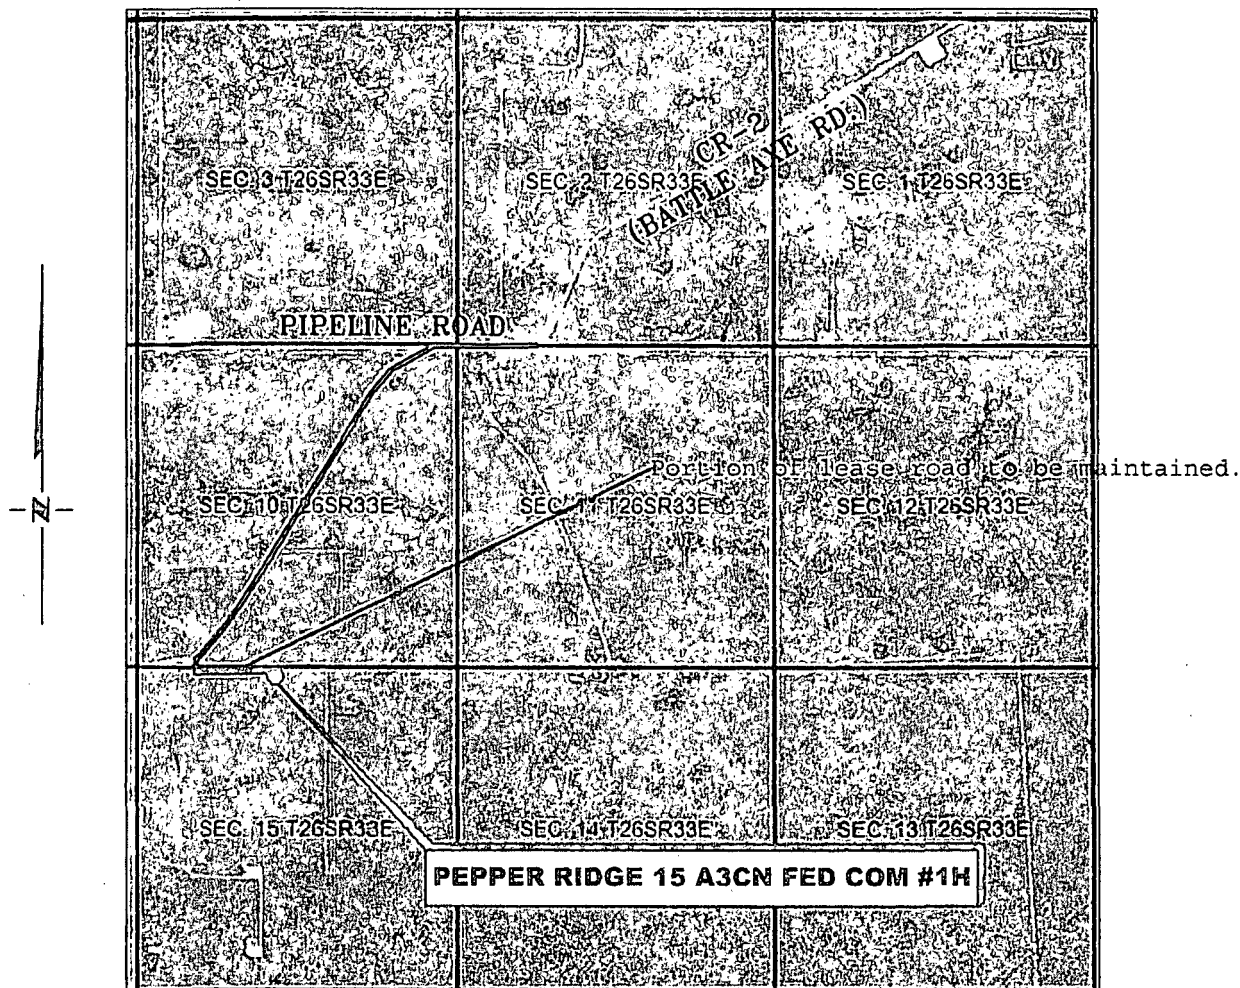 CR-2
(BATTLE AXE RD.)
SEC. 3 T26SR33E
SEC. 2 T26SR33E
SEC. 1 T26SR33E
PIPELINE ROAD
Portion of lease road to be maintained.
SEC. 10 T26SR33E
SEC. 11 T26SR33E
SEC. 12 T26SR33E
-N-
SEC. 15 T26SR33E
SEC. 14 T26SR33E
SEC. 13 T26SR33E
PEPPER RIDGE 15 A3CN FED COM #1H